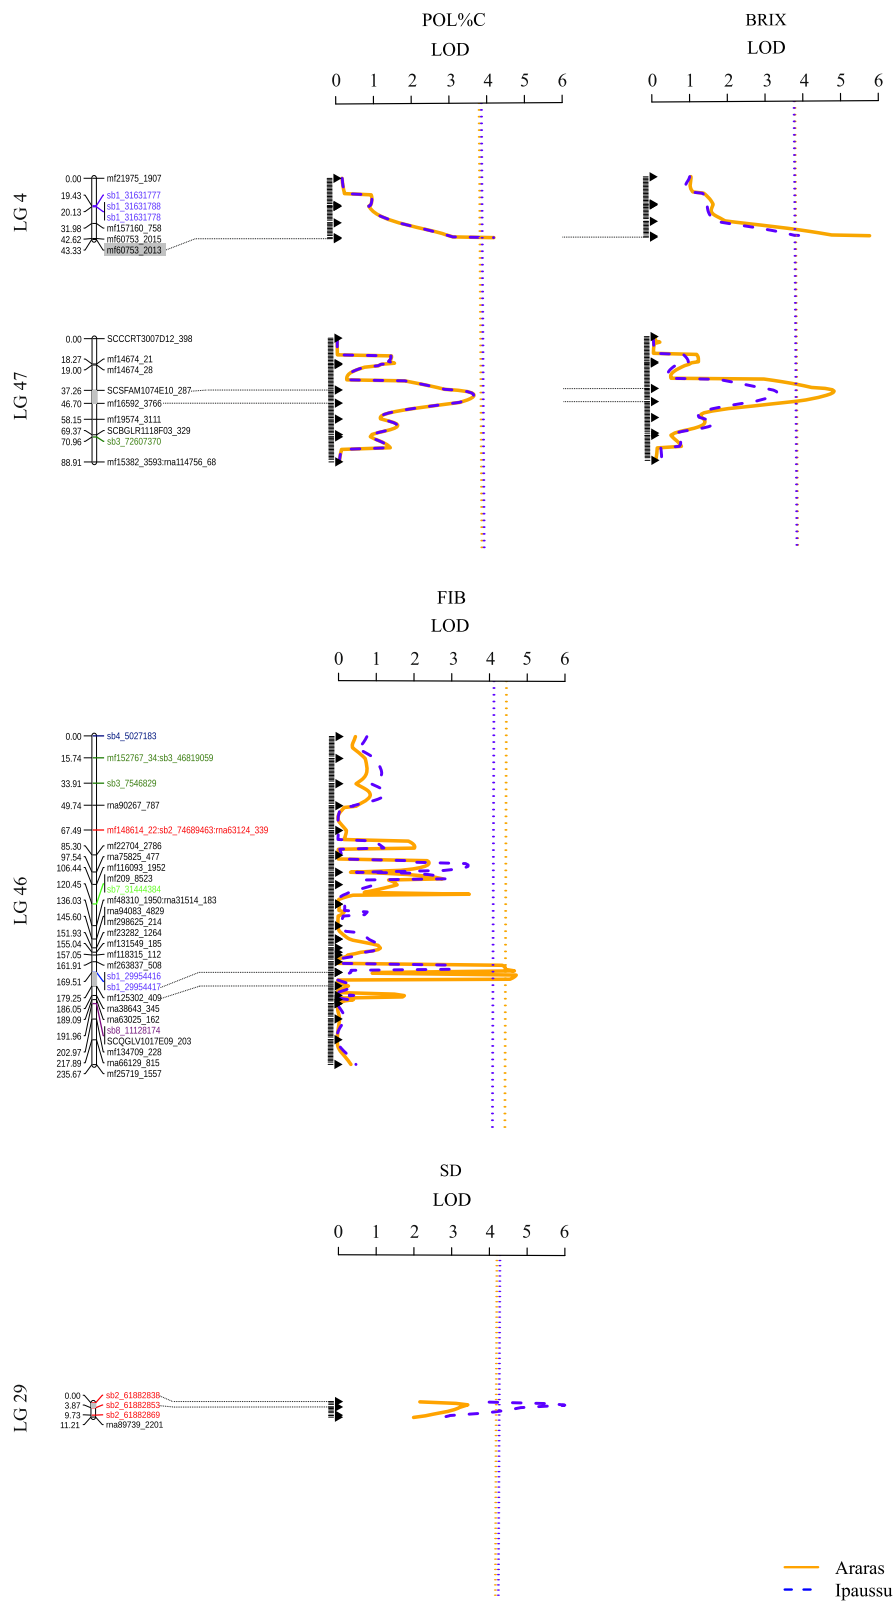 POL%C BRIX
LOD LOD
0 1 2 3 4 5 6 0 1 2 3 4 5 6
LG 4
0.00 mf21975_1907
19.43 sb1_31631777
20.13 sb1_31631788
sb1_31631778
31.98 mf157160_758
42.62 mf60753_2015
43.33 mf60753_2013
LG 47
0.00 SCCCRT3007D12_398
18.27 mf14674_21
19.00 mf14674_28
37.26 SCSFAM1074E10_287
46.70 mf16592_3766
58.15 mf19574_3111
69.37 SCBGLR1118F03_329
70.96 sb3_72607370
88.91 mf15382_3593:rna114756_68
FIB
LOD
0 1 2 3 4 5 6
LG 46
0.00 sb4_5027183
15.74 mf152767_34:sb3_46819059
33.91 sb3_7546829
49.74 rna90267_787
67.49 mf148614_22:sb2_74689463:rna63124_339
85.30 mf22704_2786
97.54 rna75825_477
106.44 mf116093_1952
mf209_8523
120.45 sb7_31444384
136.03 mf48310_1950:rna31514_183
145.60 rna94083_4829
mf298625_214
151.93 mf23282_1264
155.04 mf131549_185
157.05 mf118315_112
161.91 mf263837_508
169.51 sb1_29954416
sb1_29954417
179.25 mf125302_409
186.05 rna38643_345
189.09 rna63025_162
191.96 sb8_11128174
SCQGLV1017E09_203
202.97 mf134709_228
217.89 rna66129_815
235.67 mf25719_1557
SD
LOD
0 1 2 3 4 5 6
LG 29
0.00 sb2_61882838
3.87 sb2_61882853
9.73 sb2_61882869
11.21 rna89739_2201
Araras
Ipaussu